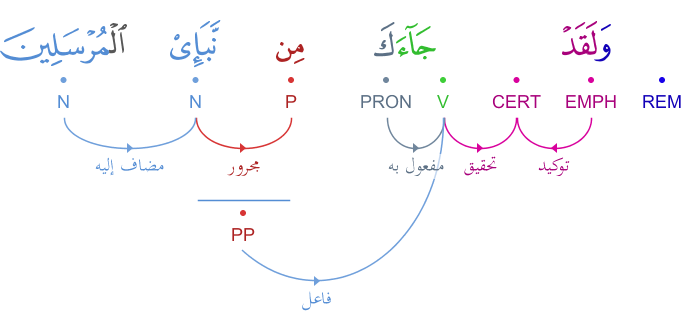 وَلَقَدْ جَآءَكَ مِن نَّبَإِى۟ ٱلْمُرْسَلِينَ
REM EMPH CERT V PRON P N N
توكيد تحقيق مفعول به مجرور مضاف إليه
PP
فاعل